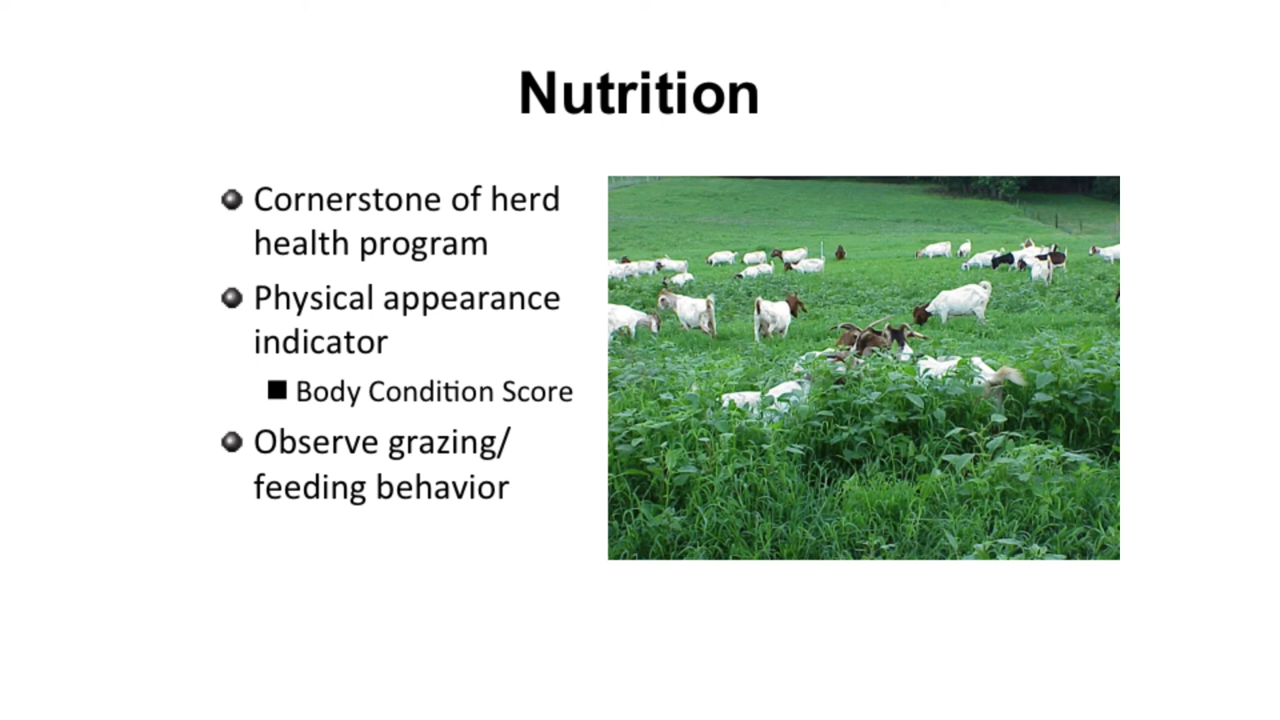 Nutrition
Cornerstone of herd
health program
Physical appearance
indicator
Body Condition Score
Observe grazing/
feeding behavior